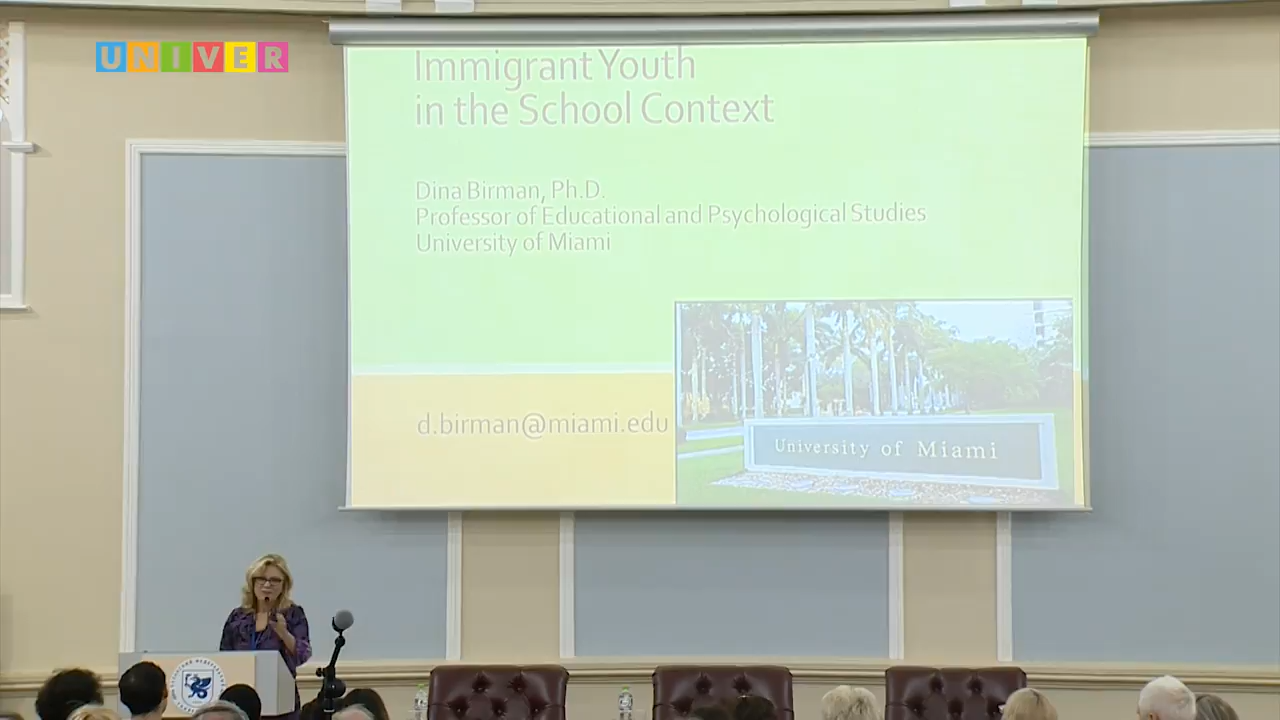 UNIVER
Immigrant Youth
in the School Context
Dina Birman, Ph.D.
Professor of Educational and Psychological Studies
University of Miami
d.birman@miami.edu
University of Miami